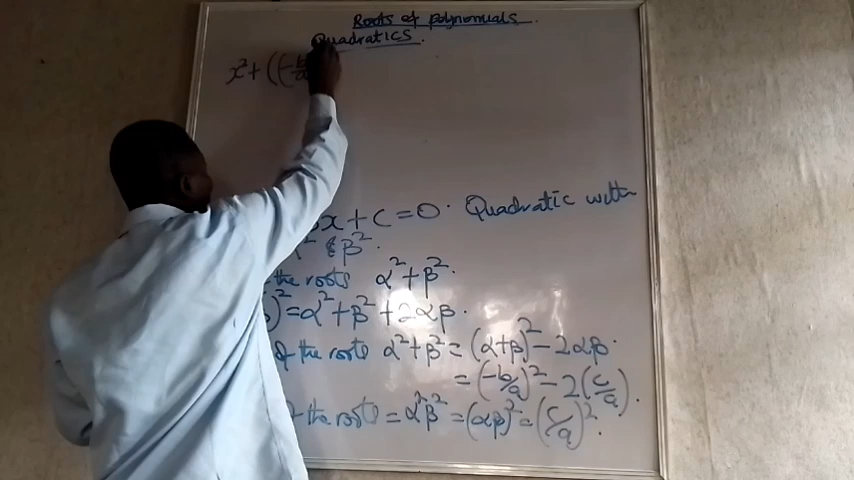 Roots of polynomials.
Quadratics.
x² + ((-b/a
x + c = 0. Quadratic with
α² & β².
the roots α² + β².
)² = α² + β² + 2αβ.
of the roots α² + β² = (α+β)² - 2αβ.
= (-b/a)² - 2(c/a).
the roots = α²β² = (αβ)² = (c/a)².